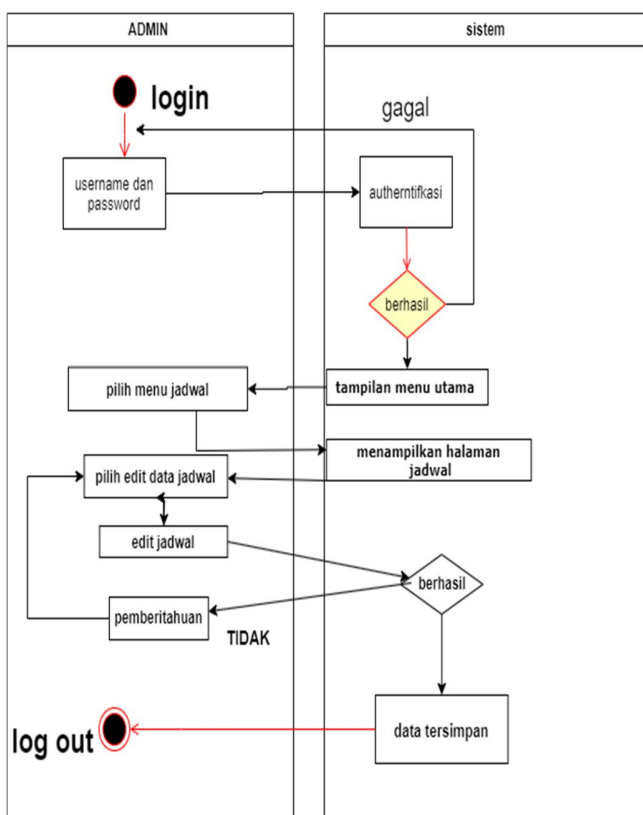 ADMIN
sistem
login
gagal
username dan
password
autherntifkasi
berhasil
pilih menu jadwal
tampilan menu utama
menampilkan halaman
jadwal
pilih edit data jadwal
edit jadwal
berhasil
pemberitahuan
TIDAK
log out
data tersimpan